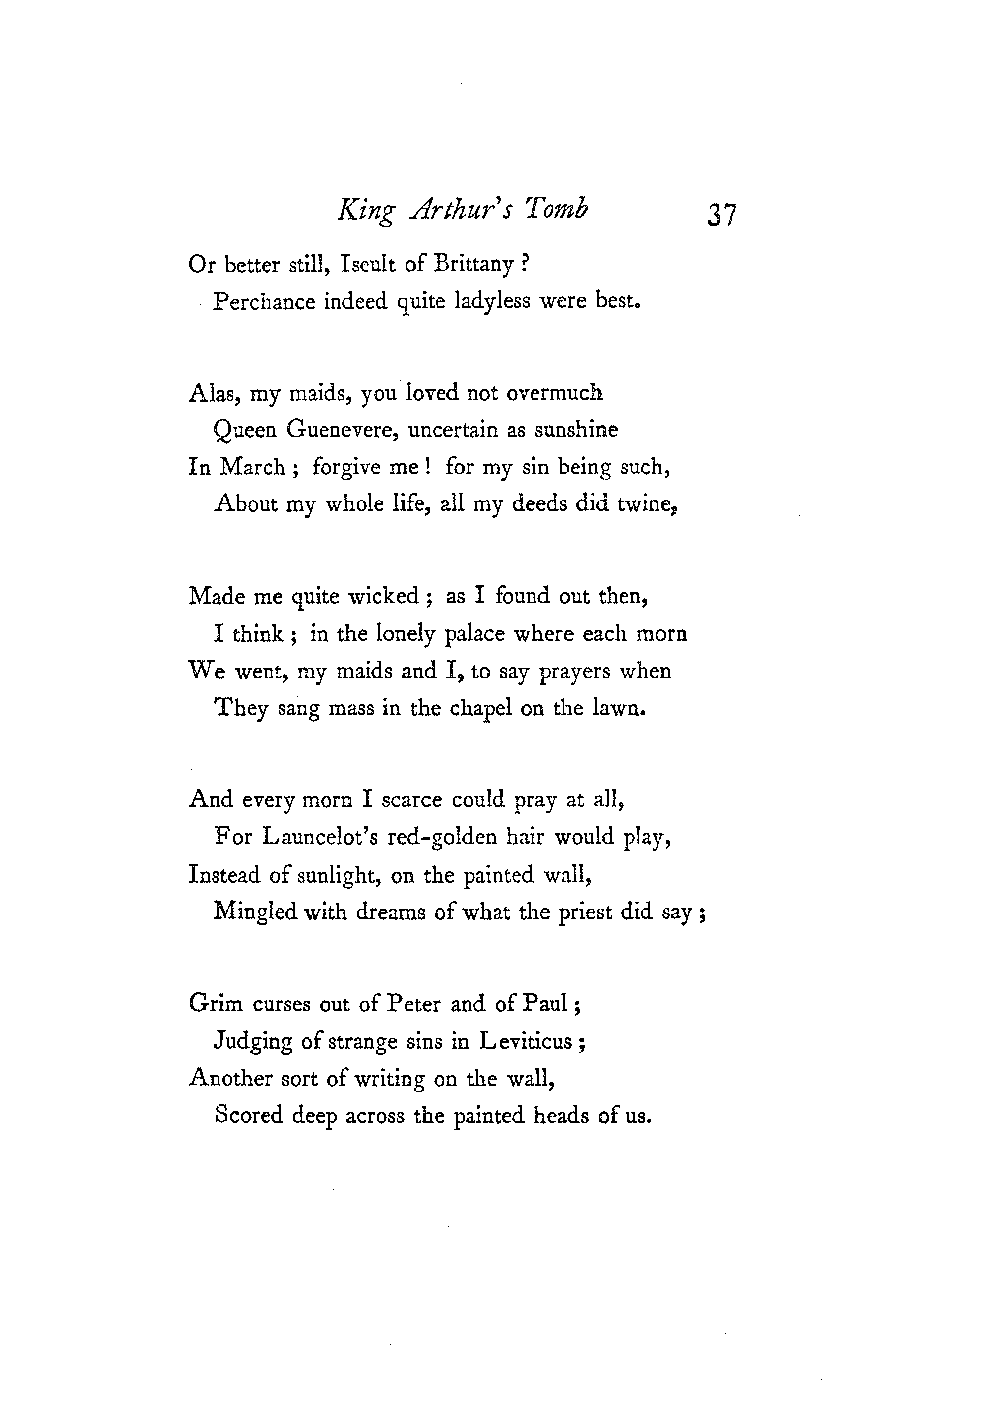 King Arthur's Tomb 37
Or better still, Iseult of Brittany ?
Perchance indeed quite ladyless were best.
Alas, my maids, you loved not overmuch
Queen Guenevere, uncertain as sunshine
In March ; forgive me ! for my sin being such,
About my whole life, all my deeds did twine,
Made me quite wicked ; as I found out then,
I think ; in the lonely palace where each morn
We went, my maids and I, to say prayers when
They sang mass in the chapel on the lawn.
And every morn I scarce could pray at all,
For Launcelot's red-golden hair would play,
Instead of sunlight, on the painted wall,
Mingled with dreams of what the priest did say ;
Grim curses out of Peter and of Paul ;
Judging of strange sins in Leviticus ;
Another sort of writing on the wall,
Scored deep across the painted heads of us.